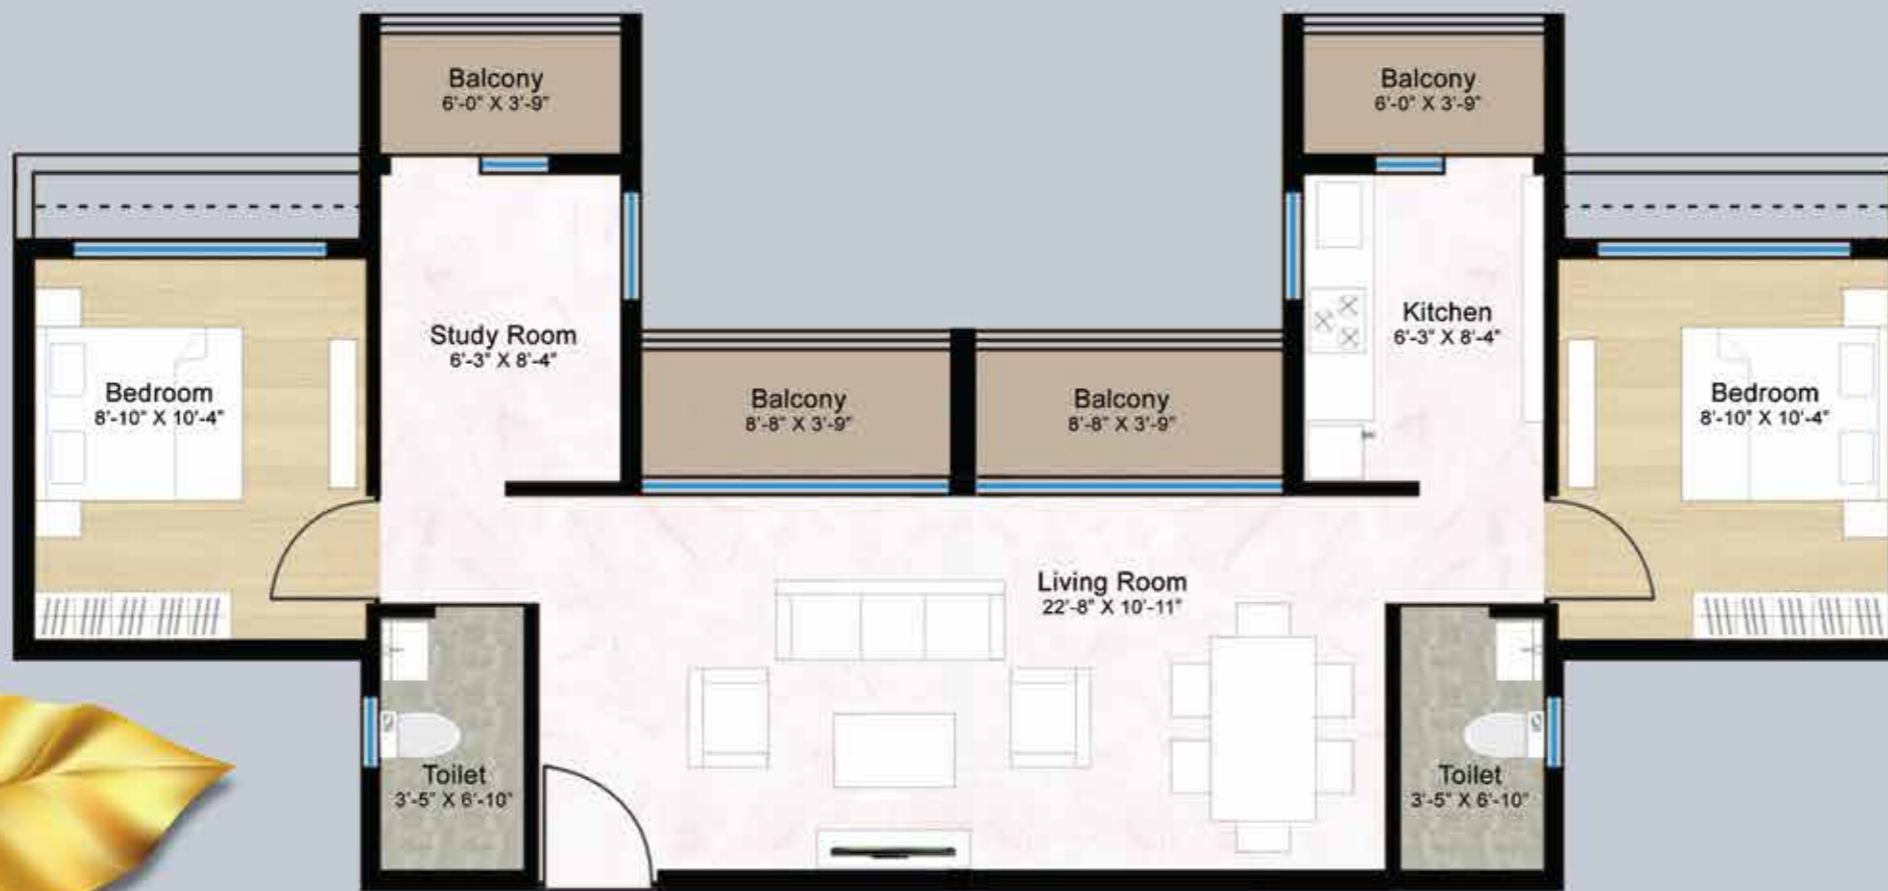 Balcony
6'-0" X 3'-9"
Balcony
6'-0" X 3'-9"
Study Room
6'-3" X 8'-4"
Kitchen
6'-3" X 8'-4"
Bedroom
8'-10" X 10'-4"
Balcony
8'-8" X 3'-9"
Balcony
8'-8" X 3'-9"
Bedroom
8'-10" X 10'-4"
Living Room
22'-8" X 10'-11"
Toilet
3'-5" X 6'-10"
Toilet
3'-5" X 6'-10"